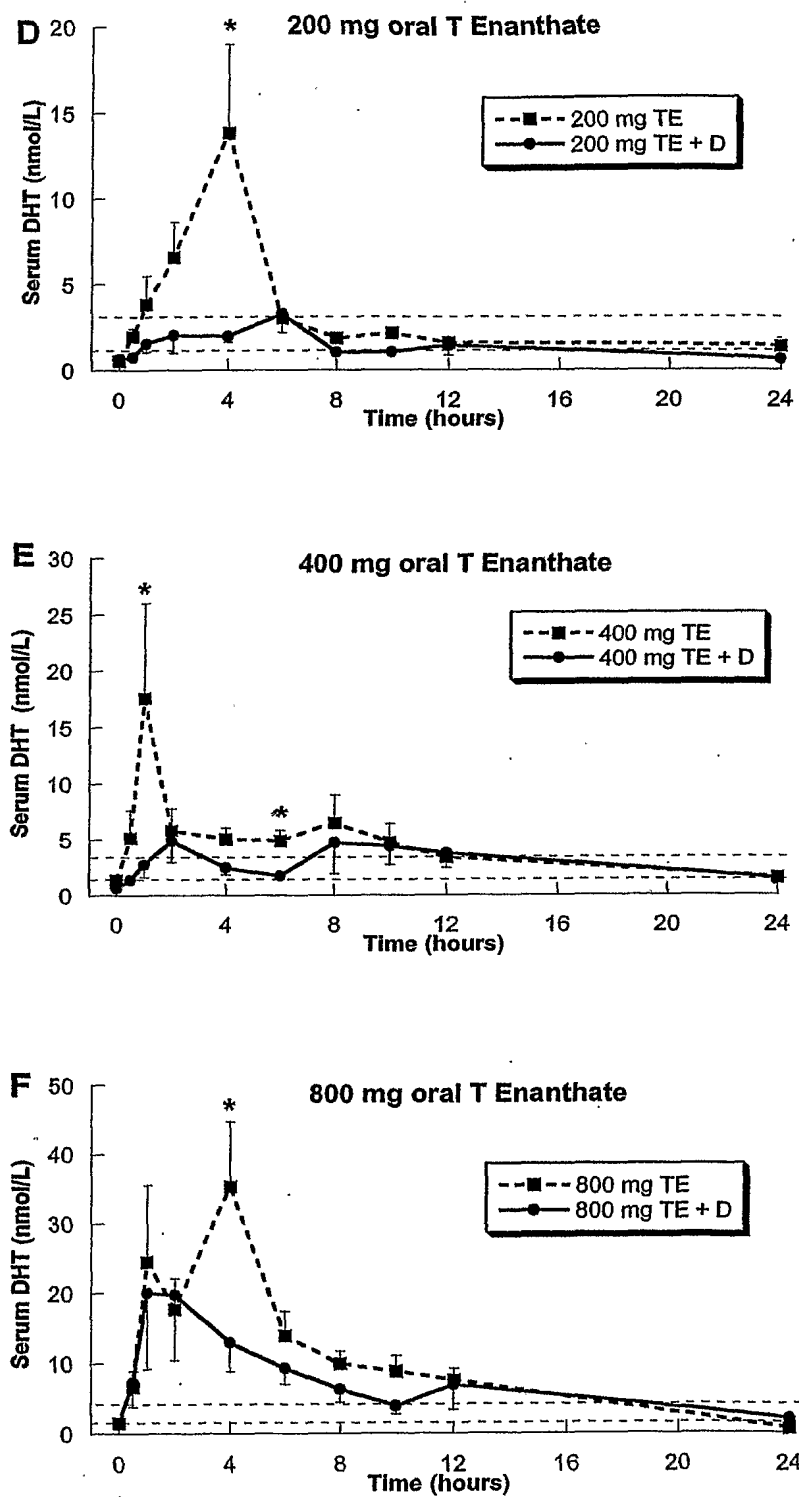 D
200 mg oral T Enanthate
*
20
15
10
5
0
Serum DHT (nmol/L)
200 mg TE
200 mg TE + D
0 4 8 12 16 20 24
Time (hours)
E
400 mg oral T Enanthate
*
*
30
25
20
15
10
5
0
Serum DHT (nmol/L)
400 mg TE
400 mg TE + D
0 4 8 12 16 20 24
Time (hours)
F
800 mg oral T Enanthate
*
50
40
30
20
10
0
Serum DHT (nmol/L)
800 mg TE
800 mg TE + D
0 4 8 12 16 20 24
Time (hours)